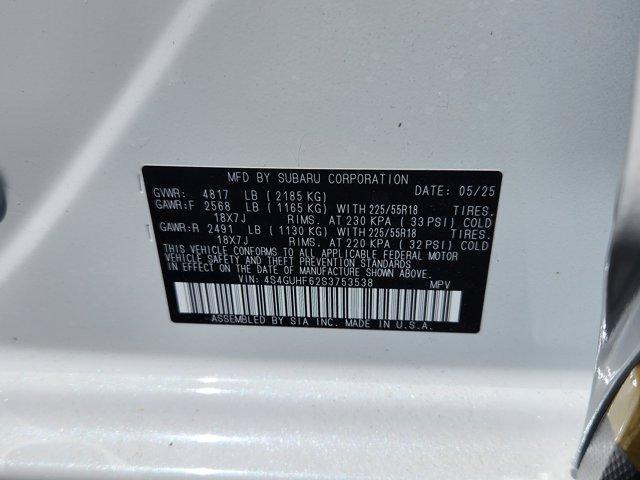 MFD BY SUBARU CORPORATION DATE: 05/25
GVWR: 4817 LB ( 2185 KG)
GAWR:F 2568 LB ( 1165 KG) WITH 225/55R18 TIRES.
18X7J RIMS. AT 230 KPA ( 33 PSI) COLD
GAWR:R 2491 LB ( 1130 KG) WITH 225/55R18 TIRES.
18X7J RIMS. AT 220 KPA ( 32 PSI) COLD
THIS VEHICLE CONFORMS TO ALL APPLICABLE FEDERAL MOTOR
VEHICLE SAFETY AND THEFT PREVENTION STANDARDS IN EFFECT
ON THE DATE OF MANUFACTURE SHOWN ABOVE.
VIN: 4S4GUHF62S3753538 MPV
ASSEMBLED BY SIA INC. MADE IN U.S.A.